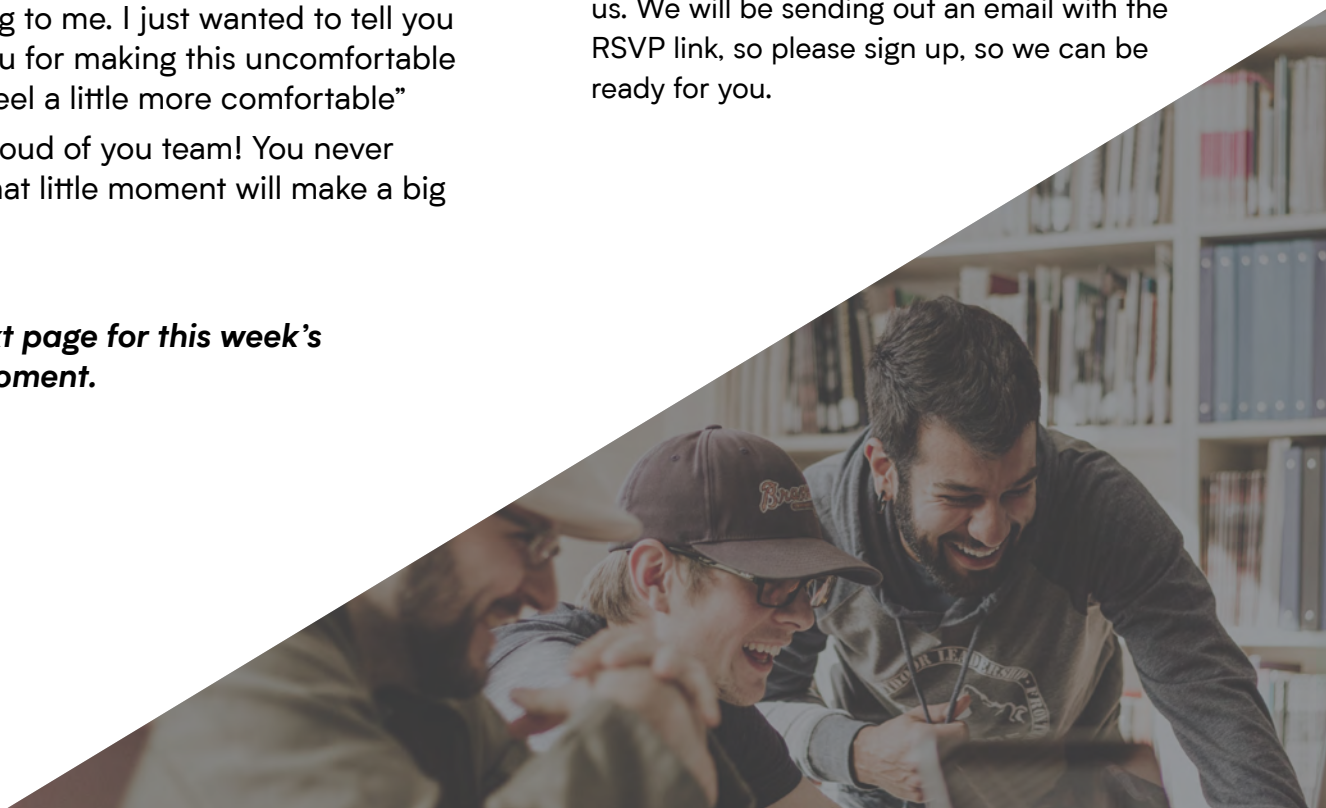 g to me. I just wanted to tell you
u for making this uncomfortable
eel a little more comfortable”
oud of you team! You never
hat little moment will make a big
xt page for this week’s
oment.
us. We will be sending out an email with the
RSVP link, so please sign up, so we can be
ready for you.